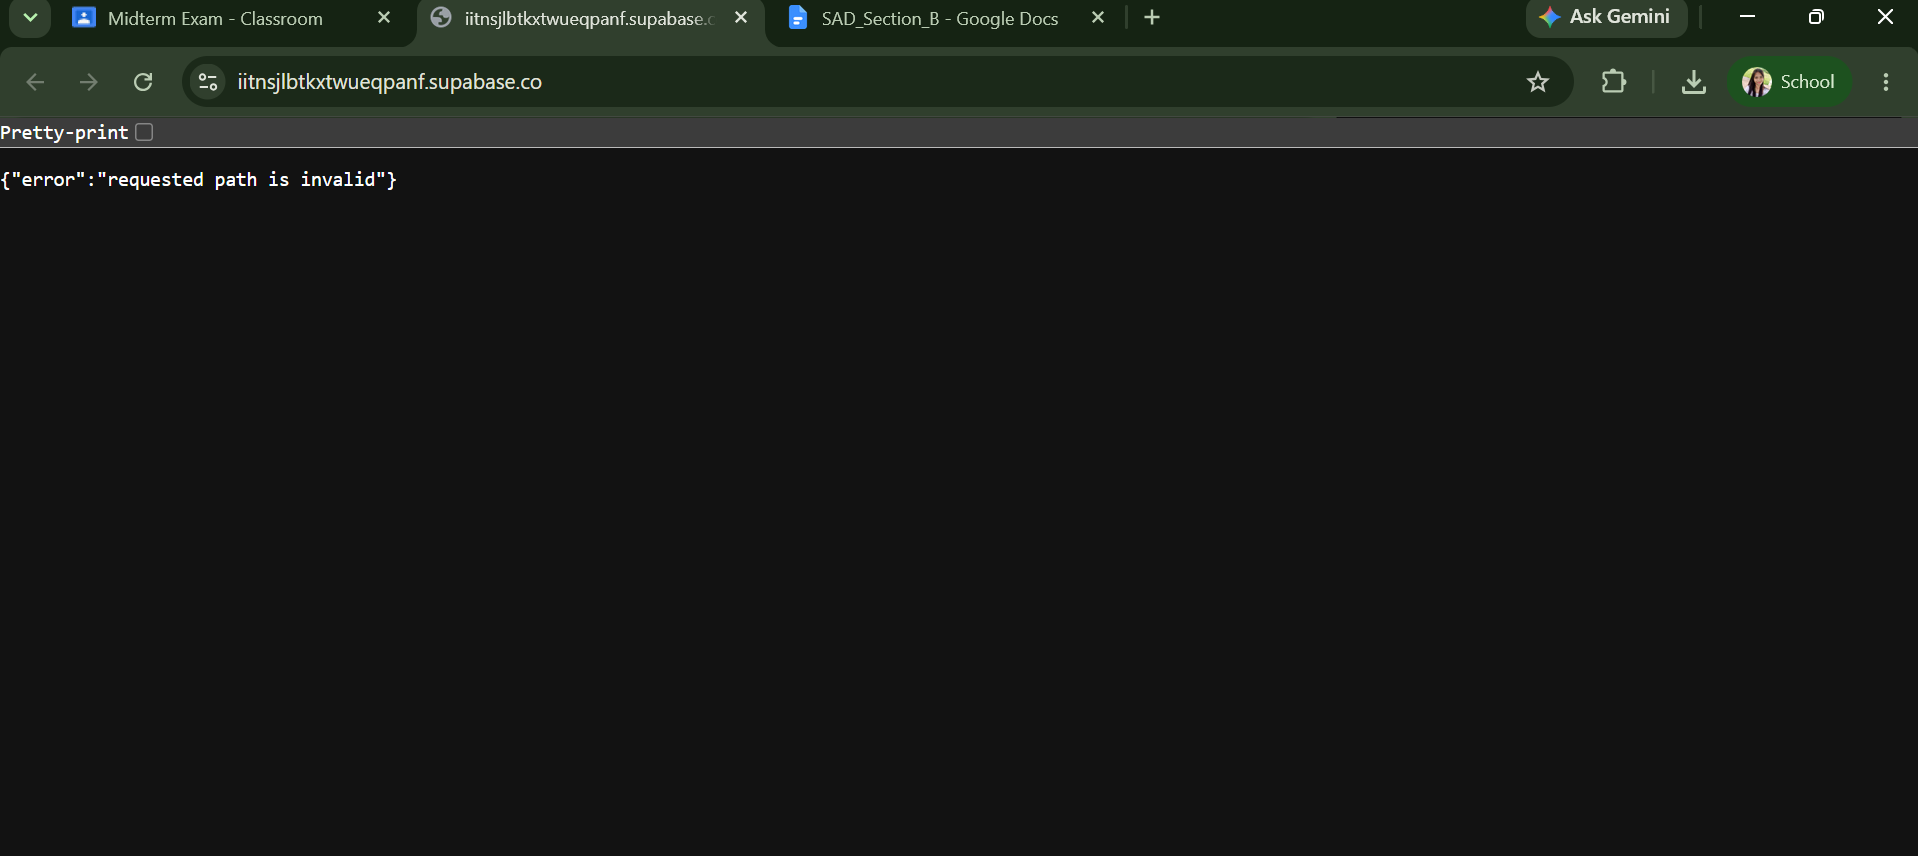 Midterm Exam - Classroom
iitnsjlbtkxtwueqpanf.supabase.c
SAD_Section_B - Google Docs
Ask Gemini
iitnsjlbtkxtwueqpanf.supabase.co
School
Pretty-print
{"error":"requested path is invalid"}